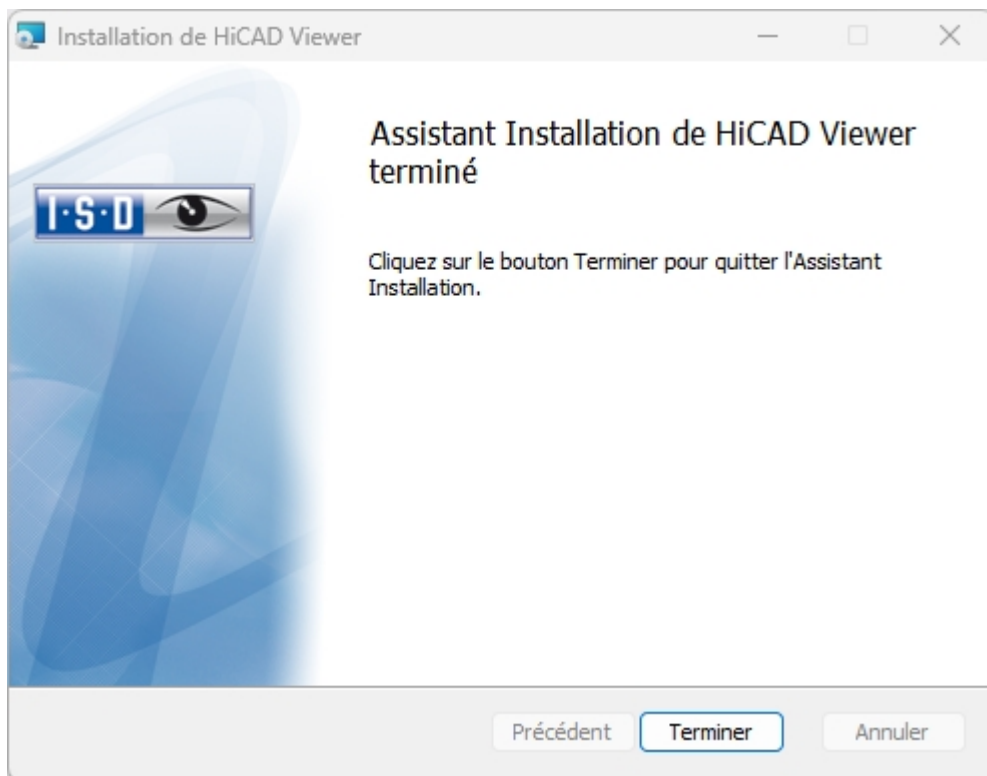 Installation de HiCAD Viewer
Assistant Installation de HiCAD Viewer
terminé
I·S·D
Cliquez sur le bouton Terminer pour quitter l'Assistant
Installation.
Précédent
Terminer
Annuler